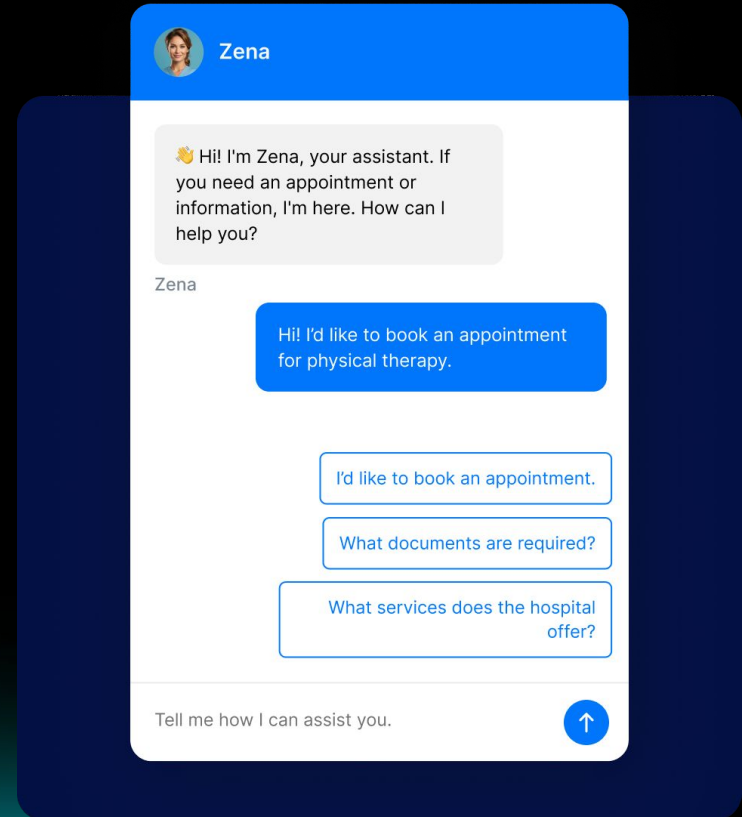 Zena
👋 Hi! I'm Zena, your assistant. If
you need an appointment or
information, I'm here. How can I
help you?
Zena
Hi! I’d like to book an appointment
for physical therapy.
I’d like to book an appointment.
What documents are required?
What services does the hospital
offer?
Tell me how I can assist you.